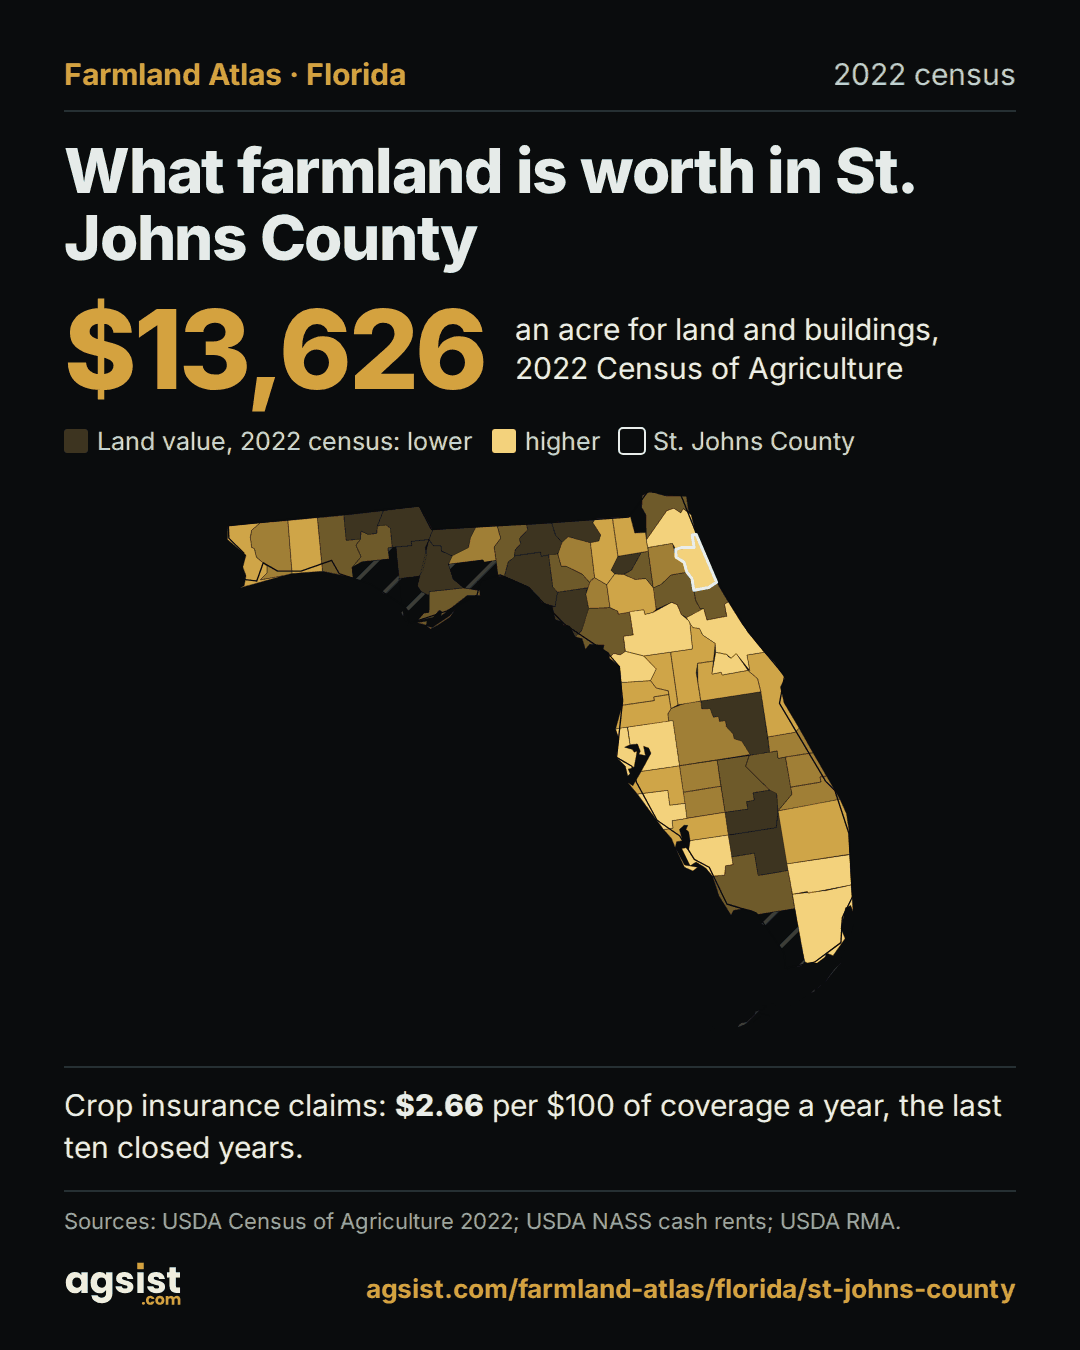 Farmland Atlas · Florida
2022 census
What farmland is worth in St.
Johns County
$13,626
an acre for land and buildings,
2022 Census of Agriculture
Land value, 2022 census: lower
higher
St. Johns County
Crop insurance claims: $2.66 per $100 of coverage a year, the last
ten closed years.
Sources: USDA Census of Agriculture 2022; USDA NASS cash rents; USDA RMA.
agsist
.com
agsist.com/farmland-atlas/florida/st-johns-county